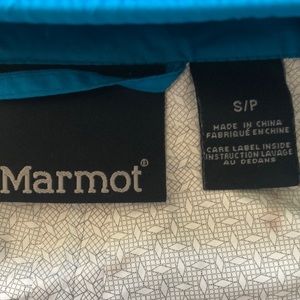 Marmot®
S/P
MADE IN CHINA
FABRIQUÉ EN CHINE
CARE LABEL INSIDE
INSTRUCTION LAVAGE
AU DEDANS